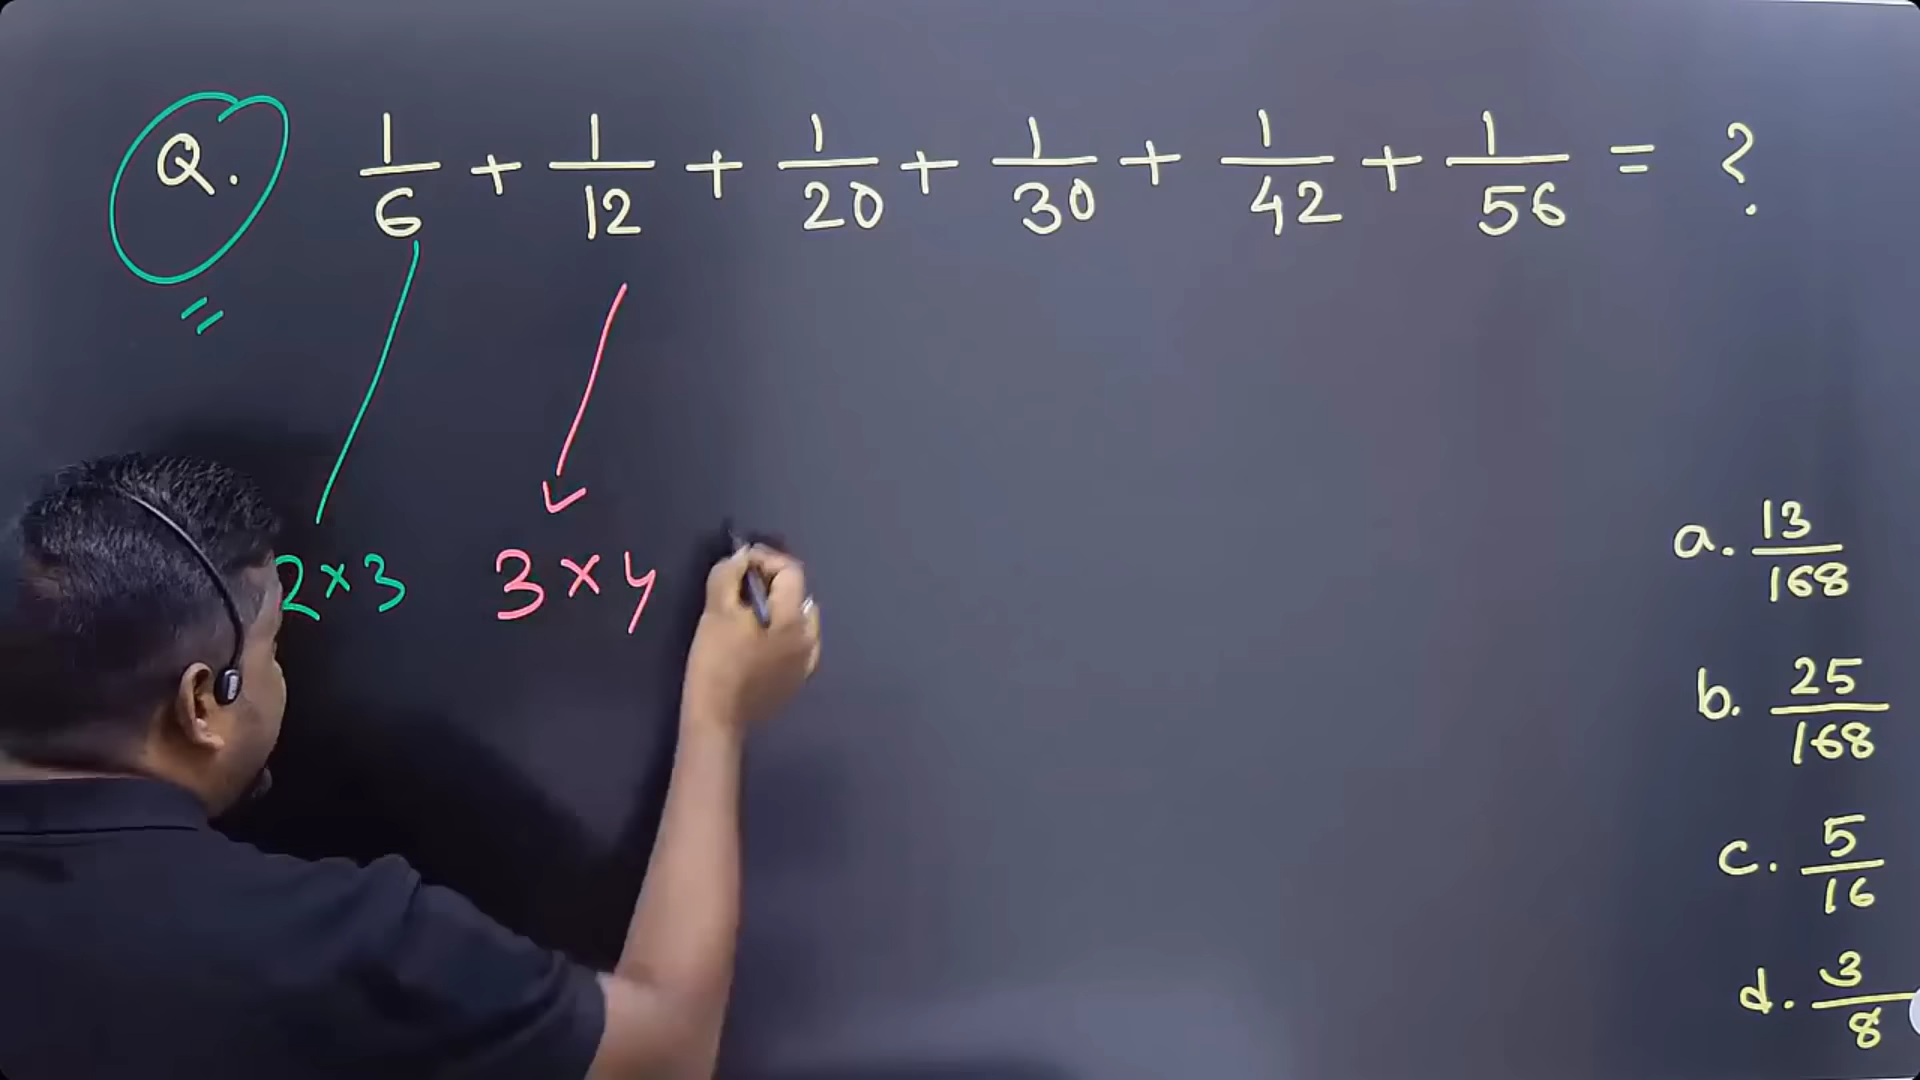 Q. 1/6 + 1/12 + 1/20 + 1/30 + 1/42 + 1/56 = ?
2×3 3×4
a. 13/168
b. 25/168
c. 5/16
d. 3/8